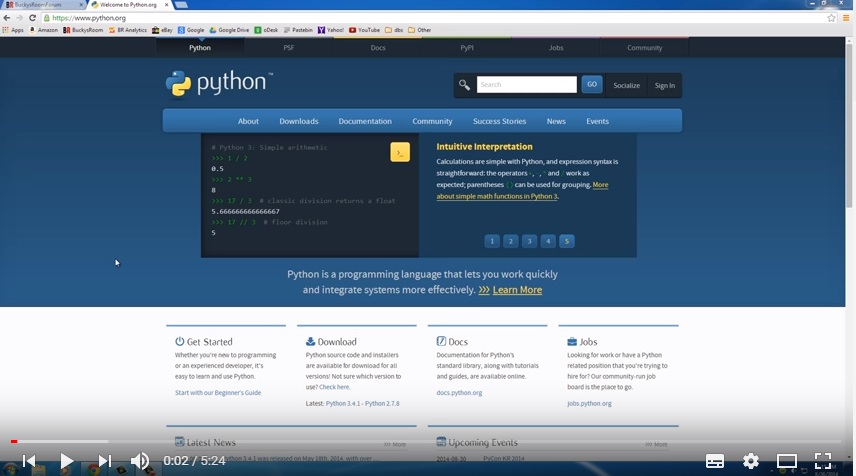 BuckysRoomForum
Welcome to Python.org
https://www.python.org
Apps Amazon BuckysRoom BR Analytics eBay Google Google Drive oDesk Pastebin Yahoo! YouTube dbs Other
Python PSF Docs PyPI Jobs Community
python™
Search GO Socialize Sign In
About Downloads Documentation Community Success Stories News Events
# Python 3: Simple arithmetic
>>> 1 / 2
0.5
>>> 2 ** 3
8
>>> 17 / 3 # classic division returns a float
5.666666666666667
>>> 17 // 3 # floor division
5
>_
Intuitive Interpretation
Calculations are simple with Python, and expression syntax is
straightforward: the operators +, -, * and / work as
expected; parentheses () can be used for grouping. More
about simple math functions in Python 3.
1 2 3 4 5
Python is a programming language that lets you work quickly
and integrate systems more effectively. >>> Learn More
Get Started
Whether you're new to programming
or an experienced developer, it's
easy to learn and use Python.
Start with our Beginner's Guide
Download
Python source code and installers
are available for download for all
versions! Not sure which version to
use? Check here.
Latest: Python 3.4.1 - Python 2.7.8
Docs
Documentation for Python's
standard library, along with tutorials
and guides, are available online.
docs.python.org
Jobs
Looking for work or have a Python
related position that you're trying to
hire for? Our community-run job
board is the place to go.
jobs.python.org
Latest News >> More
Python 3.4.1 was released on May 18th, 2014, with over
Upcoming Events >> More
2014-08-30 PyCon KR 2014
0:02 / 5:24